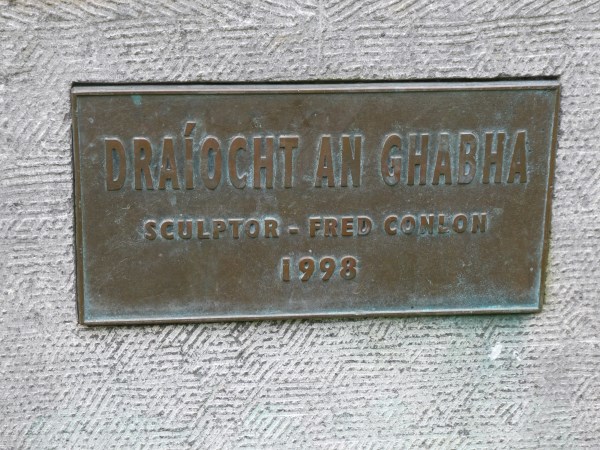 DRAÍOCHT AN GHABHA
SCULPTOR - FRED CONLON
1998